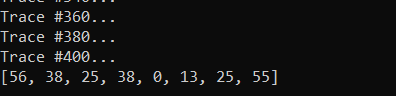 Trace #360...
Trace #380...
Trace #400...
[56, 38, 25, 38, 0, 13, 25, 55]